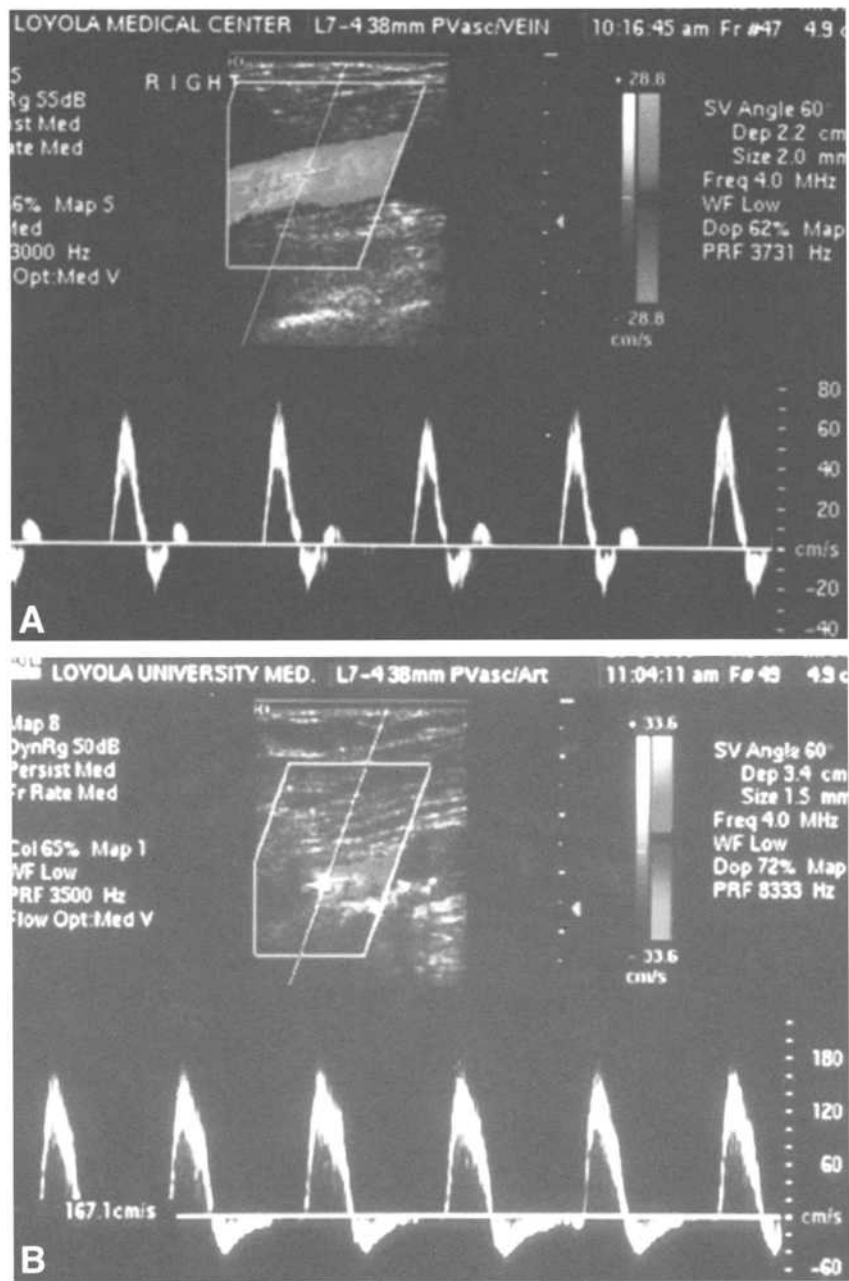 LOYOLA MEDICAL CENTER L7-4 38mm PVasc/VEIN 10:16:45 am Fr #47 4.9 c
RIGHT
5
Rg 55dB
ist Med
ate Med
6% Map 5
Med
3000 Hz
Opt:Med V
28.8
- 28.8
cm/s
SV Angle 60°
Dep 2.2 cm
Size 2.0 mm
Freq 4.0 MHz
WF Low
Dop 62% Map
PRF 3731 Hz
80
60
40
20
cm/s
-20
-40
A
LOYOLA UNIVERSITY MED. L7-4 38mm PVasc/Art 11:04:11 am F# 49 4.9 c
Map 8
DynRg 50dB
Persist Med
Fr Rate Med
Col 65% Map 1
WF Low
PRF 3500 Hz
Flow Opt:Med V
33.6
- 33.6
cm/s
SV Angle 60°
Dep 3.4 cm
Size 1.5 mm
Freq 4.0 MHz
WF Low
Dop 72% Map
PRF 8333 Hz
180
120
60
cm/s
-60
167.1cm/s
B